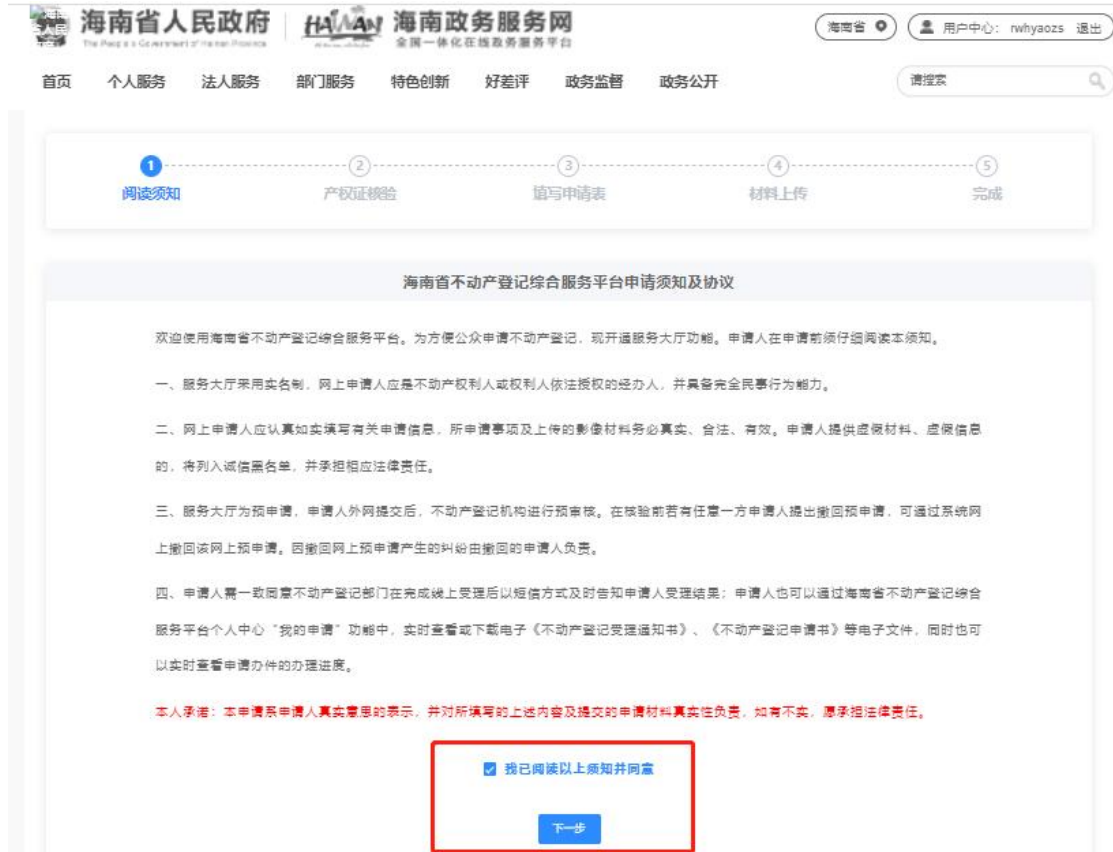 海南省人民政府
海南政务服务网
全国一体化在线政务服务平台
海南省
用户中心: rwhyaozs 退出
首页 个人服务 法人服务 部门服务 特色创新 好差评 政务监督 政务公开
请搜索
1 2 3 4 5
阅读须知 产权证核验 填写申请表 材料上传 完成
海南省不动产登记综合服务平台申请须知及协议
欢迎使用海南省不动产登记综合服务平台。为方便公众申请不动产登记，现开通服务大厅功能。申请人在申请前须仔细阅读本须知。
一、服务大厅采用实名制，网上申请人应是不动产权利人或权利人依法授权的经办人，并具备完全民事行为能力。
二、网上申请人应认真如实填写有关申请信息，所申请事项及上传的影像材料务必真实、合法、有效。申请人提供虚假材料、虚假信息
的，将列入诚信黑名单，并承担相应法律责任。
三、服务大厅为预申请，申请人外网提交后，不动产登记机构进行预审核。在核验前若有任意一方申请人提出撤回预申请，可通过系统网
上撤回该网上预申请。因撤回网上预申请产生的纠纷由撤回的申请人负责。
四、申请人需一致同意不动产登记部门在完成线上受理后以短信方式及时告知申请人受理结果；申请人也可以通过海南省不动产登记综合
服务平台个人中心“我的申请”功能中，实时查看或下载电子《不动产登记受理通知书》、《不动产登记申请书》等电子文件，同时也可
以实时查看申请办件的办理进度。
本人承诺：本申请系申请人真实意思的表示，并对所填写的上述内容及提交的申请材料真实性负责，如有不实，愿承担法律责任。
我已阅读以上须知并同意
下一步